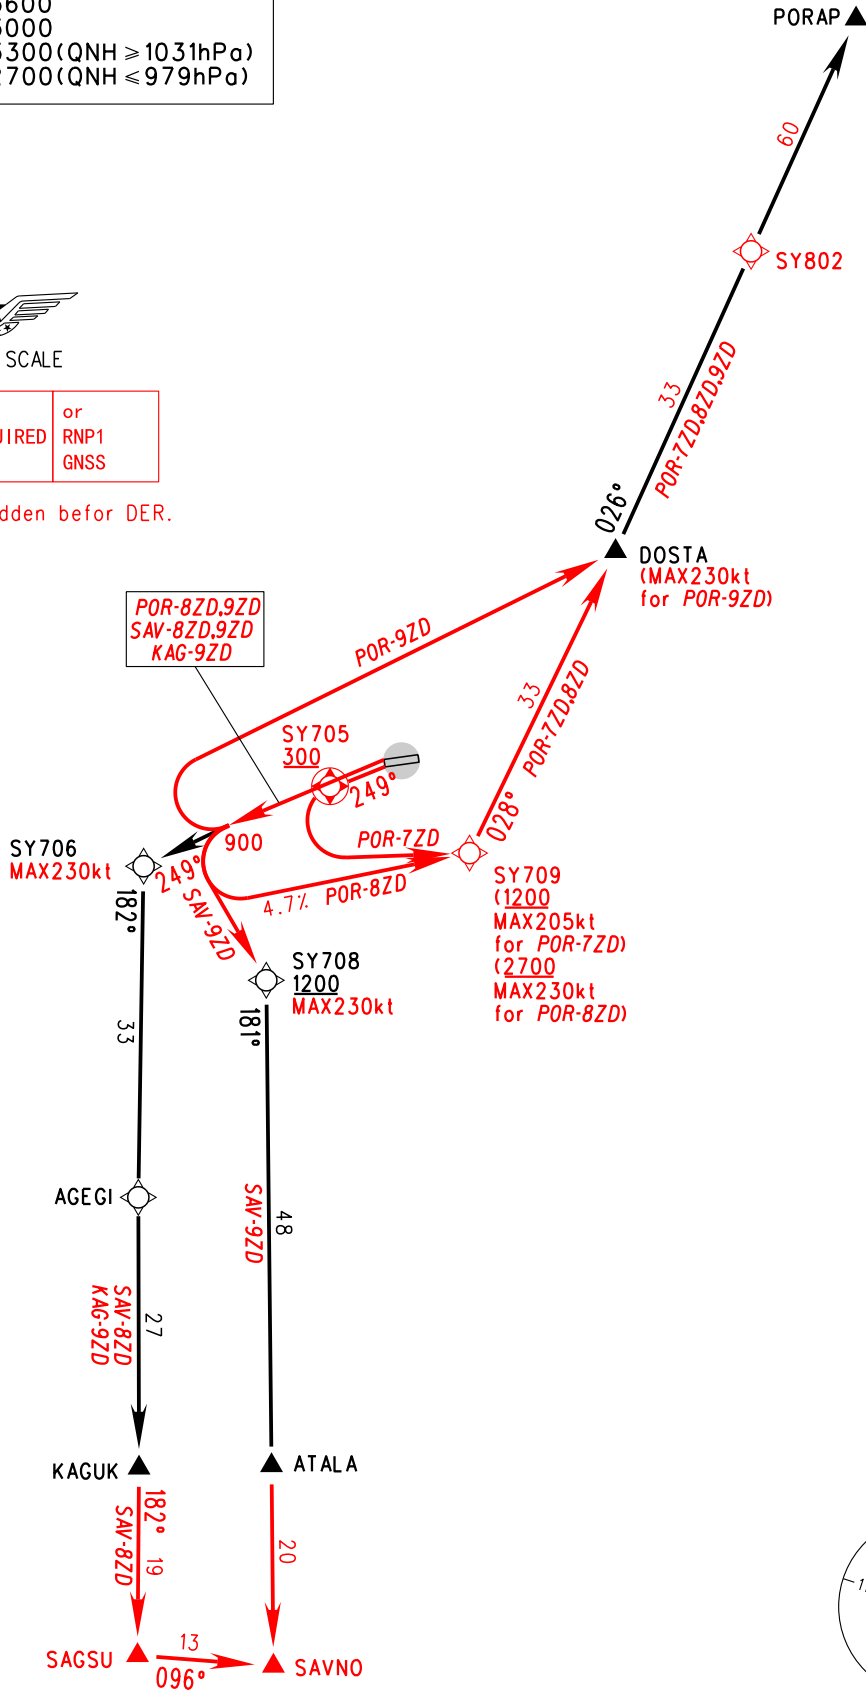 000
300(QNH ≥1031hPa)
700(QNH ≤979hPa)
PORAP
60
SY802
SCALE
33
POR-7ZD,8ZD,9ZD
or
RNP1
GNSS
befor DER.
026°
DOSTA
(MAX230kt
for POR-9ZD)
POR-8ZD,9ZD
SAV-8ZD,9ZD
KAG-9ZD
POR-9ZD
33
POR-7ZD,8ZD
SY705
300
249°
028°
900
POR-7ZD
SY706
MAX230kt
249°
182°
SAV-9ZD
4.7% POR-8ZD
SY709
(1200
MAX205kt
for POR-7ZD)
(2700
MAX230kt
for POR-8ZD)
SY708
1200
MAX230kt
181°
33
AGEGI
SAV-9ZD
48
SAV-8ZD
KAG-9ZD
27
KAGUK
ATALA
182°
SAV-8ZD
19
20
SAGSU
13
096°
SAVNO